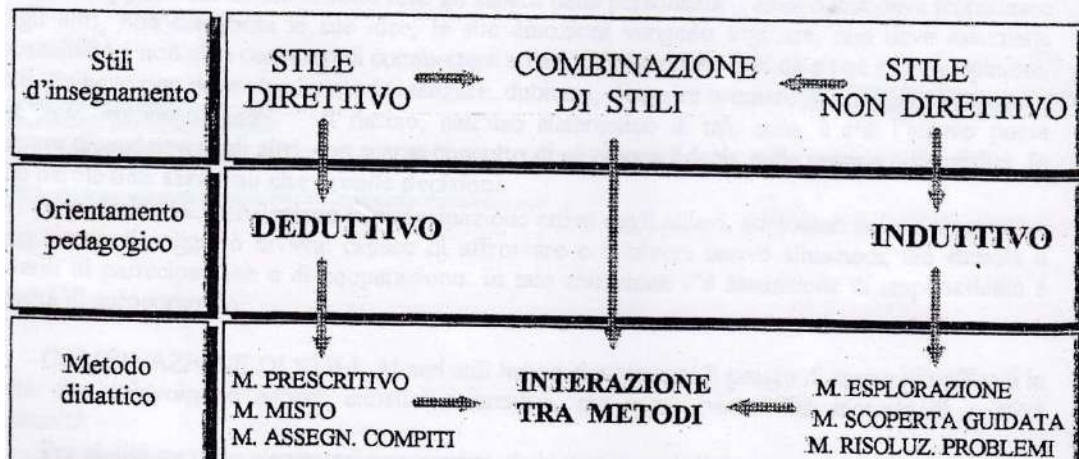 Stili
d'insegnamento
STILE
DIRETTIVO
COMBINAZIONE
DI STILI
STILE
NON DIRETTIVO
Orientamento
pedagogico
DEDUTTIVO
INDUTTIVO
Metodo
didattico
M. PRESCRITIVO
M. MISTO
M. ASSEGN. COMPITI
INTERAZIONE
TRA METODI
M. ESPLORAZIONE
M. SCOPERTA GUIDATA
M. RISOLUZ. PROBLEMI